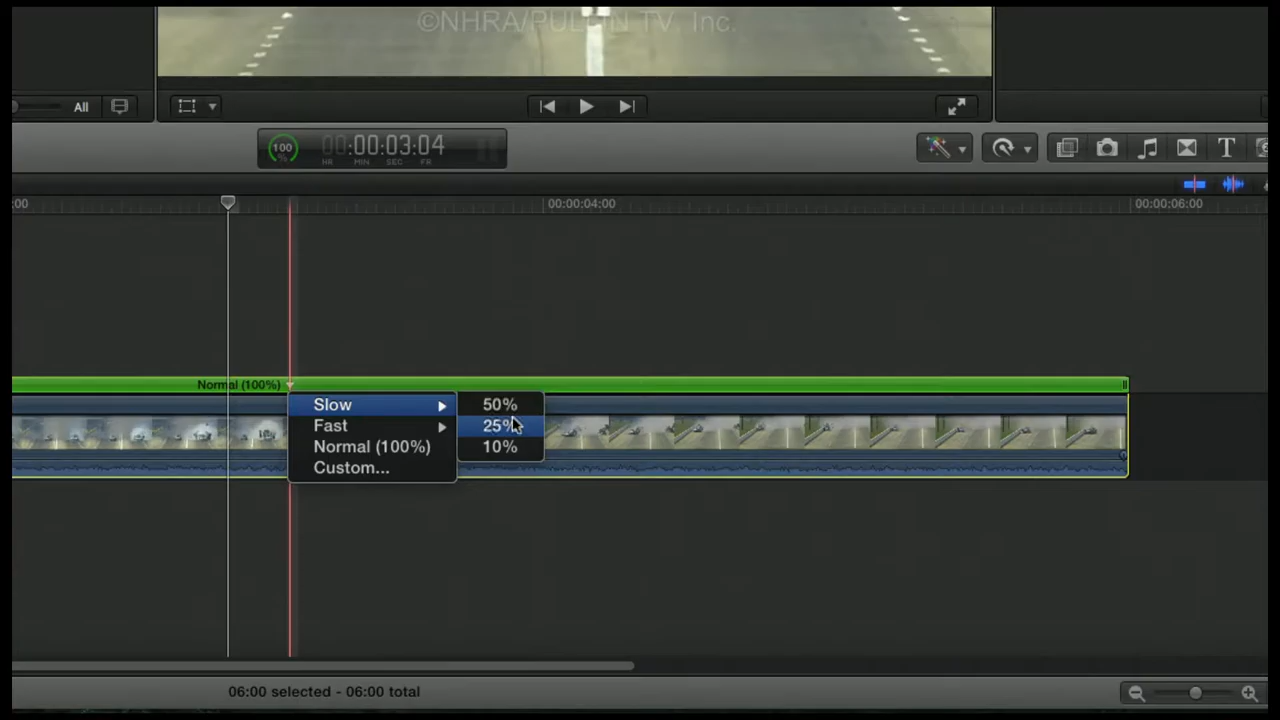 ©NHRA/PULLIN TV, Inc.
All
100
%
00:00:03:04
HR MIN SEC FR
T
:00
00:00:04:00
00:00:06:00
Normal (100%)
Slow
50%
Fast
25%
Normal (100%)
10%
Custom...
06:00 selected - 06:00 total